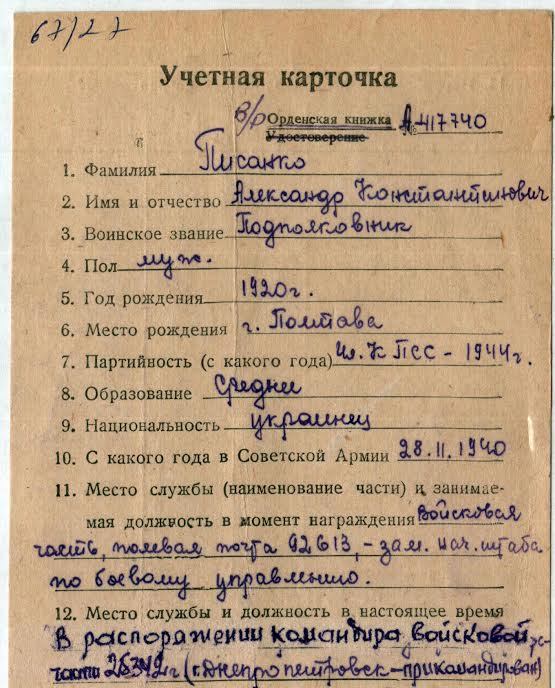 67/27
Учетная карточка
в/о Орденская книжка А-417740
Удостоверение
1. Фамилия Писанко
2. Имя и отчество Александр Константинович
3. Воинское звание Подполковник
4. Пол муж.
5. Год рождения 1920г.
6. Место рождения г. Полтава
7. Партийность (с какого года) Чл. КПСС - 1944г.
8. Образование Средне
9. Национальность украинец
10. С какого года в Советской Армии 28.11.1940
11. Место службы (наименование части) и занимае-
мая должность в момент награждения Войсковая
часть, полевая почта 92613, - зам. нач. штаба
по боевому управлению.
12. Место службы и должность в настоящее время
В распоряжении командира войсковой
части (г. Днепропетровск - прикомандирован)